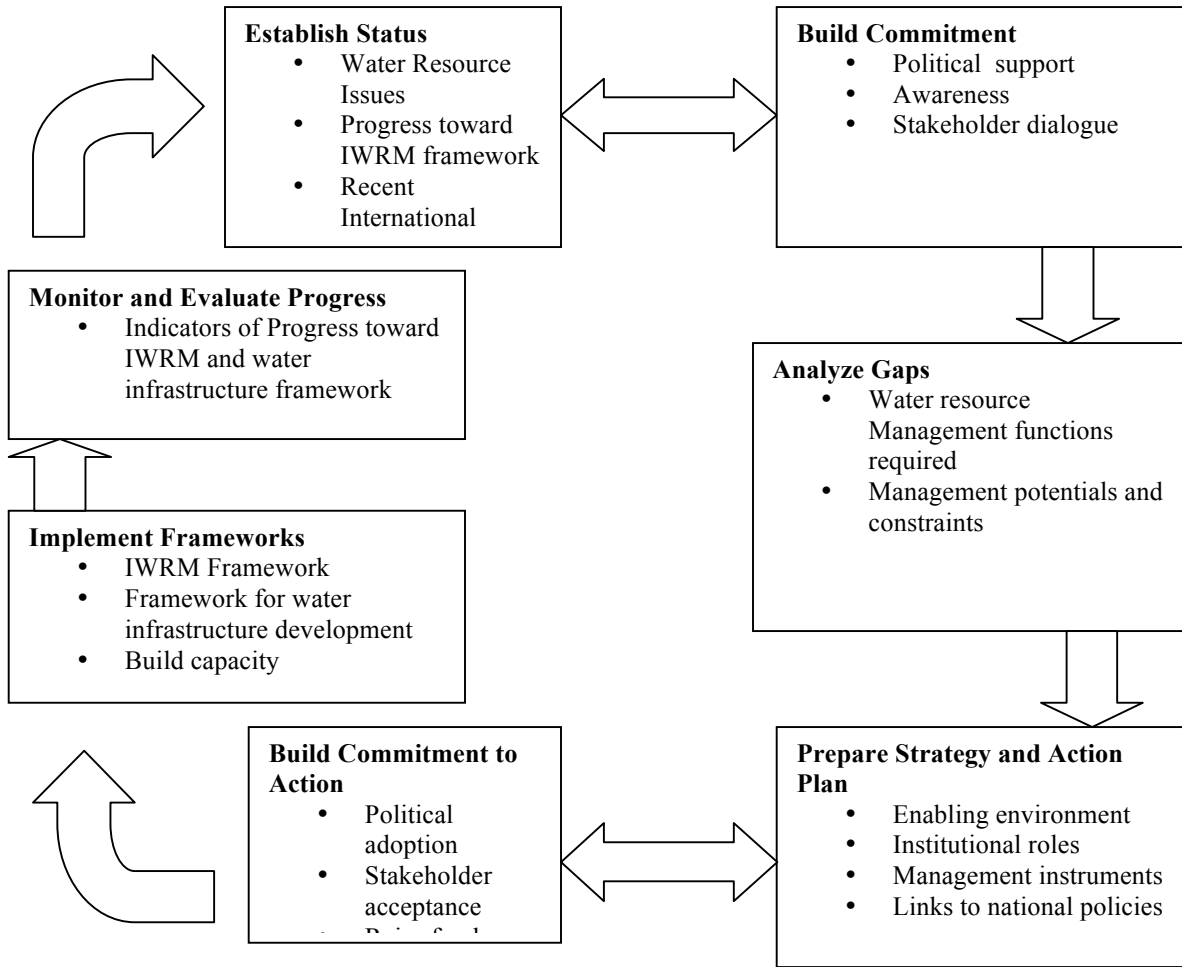 Establish Status
• Water Resource
Issues
• Progress toward
IWRM framework
• Recent
International
Build Commitment
• Political support
• Awareness
• Stakeholder dialogue
Analyze Gaps
• Water resource
Management functions
required
• Management potentials and
constraints
Prepare Strategy and Action
Plan
• Enabling environment
• Institutional roles
• Management instruments
• Links to national policies
Build Commitment to
Action
• Political
adoption
• Stakeholder
acceptance
Implement Frameworks
• IWRM Framework
• Framework for water
infrastructure development
• Build capacity
Monitor and Evaluate Progress
• Indicators of Progress toward
IWRM and water
infrastructure framework